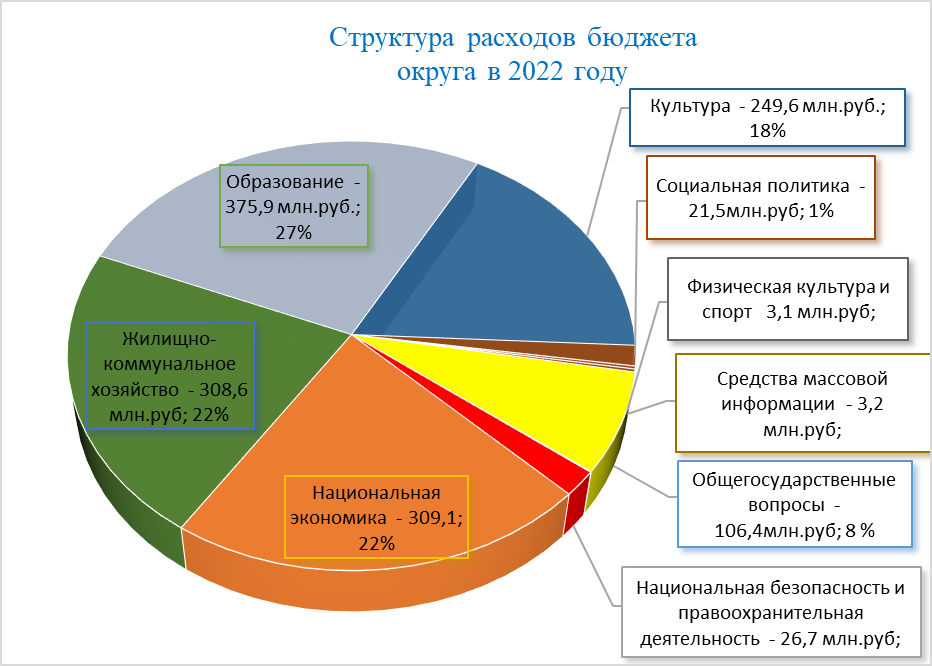 Структура расходов бюджета
округа в 2022 году
Культура - 249,6 млн.руб.;
18%
Социальная политика -
21,5млн.руб; 1%
Физическая культура и
спорт 3,1 млн.руб;
Средства массовой
информации - 3,2
млн.руб;
Общегосударственные
вопросы -
106,4млн.руб; 8 %
Национальная безопасность и
правоохранительная
деятельность - 26,7 млн.руб;
Национальная
экономика - 309,1;
22%
Жилищно-
коммунальное
хозяйство - 308,6
млн.руб; 22%
Образование -
375,9 млн.руб.;
27%